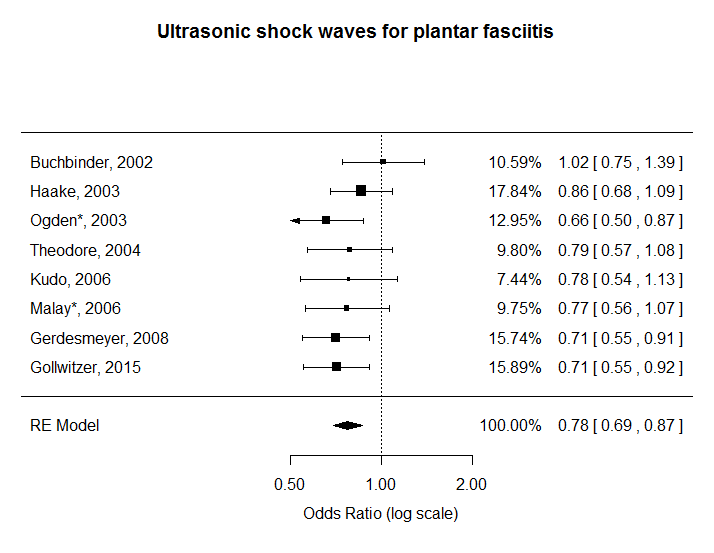 Ultrasonic shock waves for plantar fasciitis
Buchbinder, 2002 10.59% 1.02 [ 0.75 , 1.39 ]
Haake, 2003 17.84% 0.86 [ 0.68 , 1.09 ]
Ogden*, 2003 12.95% 0.66 [ 0.50 , 0.87 ]
Theodore, 2004 9.80% 0.79 [ 0.57 , 1.08 ]
Kudo, 2006 7.44% 0.78 [ 0.54 , 1.13 ]
Malay*, 2006 9.75% 0.77 [ 0.56 , 1.07 ]
Gerdesmeyer, 2008 15.74% 0.71 [ 0.55 , 0.91 ]
Gollwitzer, 2015 15.89% 0.71 [ 0.55 , 0.92 ]
RE Model 100.00% 0.78 [ 0.69 , 0.87 ]
0.50 1.00 2.00
Odds Ratio (log scale)